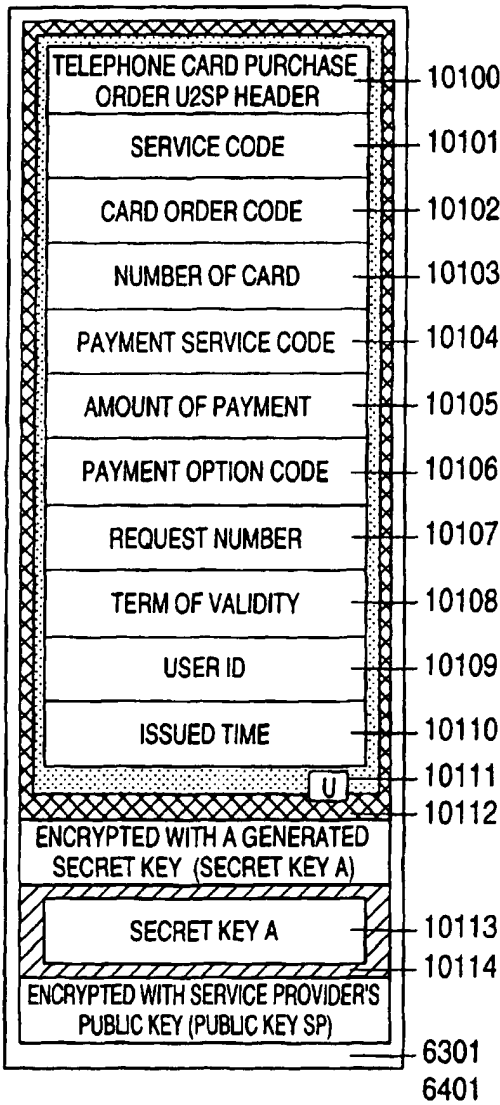 TELEPHONE CARD PURCHASE
ORDER U2SP HEADER
10100
SERVICE CODE
10101
CARD ORDER CODE
10102
NUMBER OF CARD
10103
PAYMENT SERVICE CODE
10104
AMOUNT OF PAYMENT
10105
PAYMENT OPTION CODE
10106
REQUEST NUMBER
10107
TERM OF VALIDITY
10108
USER ID
10109
ISSUED TIME
10110
U
10111
10112
ENCRYPTED WITH A GENERATED
SECRET KEY (SECRET KEY A)
SECRET KEY A
10113
10114
ENCRYPTED WITH SERVICE PROVIDER'S
PUBLIC KEY (PUBLIC KEY SP)
6301
6401